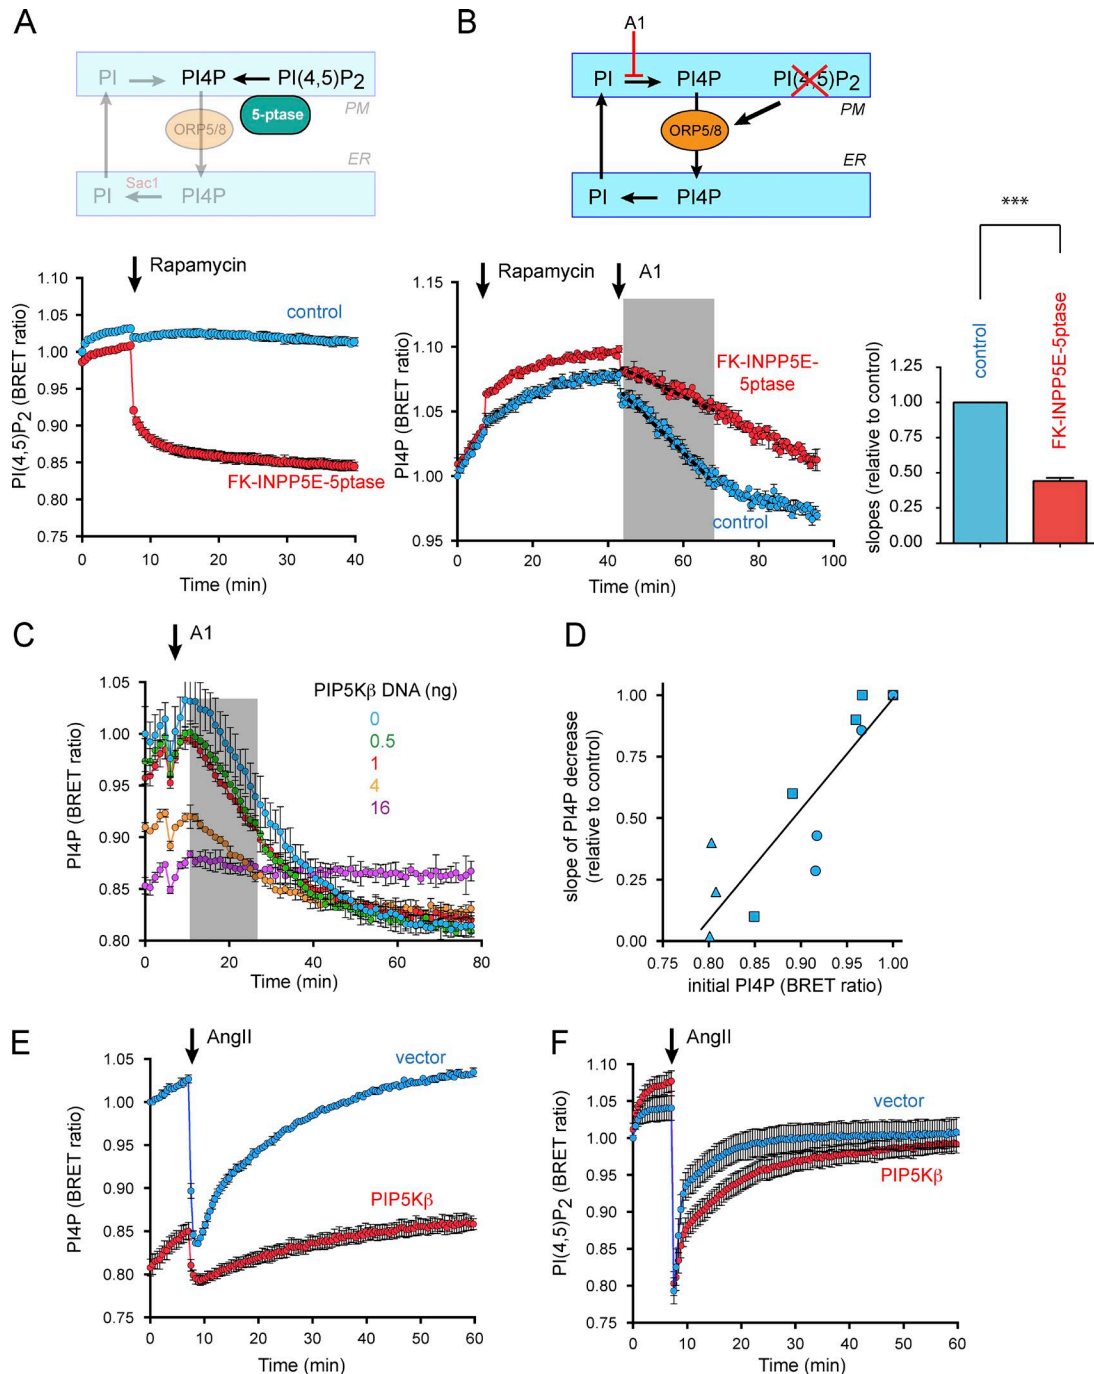 A
PI
PI4P
PI(4,5)P2
5-ptase
PM
ORP5/8
ER
Sac1
PI
PI4P
B
A1
PI
PI4P
PI(4,5)P2
PM
ORP5/8
ER
PI
PI4P
Rapamycin
control
FK-INPP5E-5ptase
PI(4,5)P2 (BRET ratio)
1.10
1.05
1.00
0.95
0.90
0.85
0.80
0.75
0
10
20
30
40
Time (min)
Rapamycin
A1
FK-INPP5E-
5ptase
control
PI4P (BRET ratio)
1.15
1.10
1.05
1.00
0.95
0
20
40
60
80
100
Time (min)
***
control
FK-INPP5E-5ptase
slopes (relative to control)
1.25
1.00
0.75
0.50
0.25
0.00
C
A1
PIP5Kβ DNA (ng)
0
0.5
1
4
16
PI4P (BRET ratio)
1.05
1.00
0.95
0.90
0.85
0.80
0
20
40
60
80
Time (min)
D
slope of PI4P decrease
(relative to control)
1.00
0.75
0.50
0.25
0.00
0.75
0.80
0.85
0.90
0.95
1.00
initial PI4P (BRET ratio)
E
AngII
vector
PIP5Kβ
PI4P (BRET ratio)
1.05
1.00
0.95
0.90
0.85
0.80
0.75
0
10
20
30
40
50
60
Time (min)
F
AngII
vector
PIP5Kβ
PI(4,5)P2 (BRET ratio)
1.10
1.05
1.00
0.95
0.90
0.85
0.80
0.75
0
10
20
30
40
50
60
Time (min)